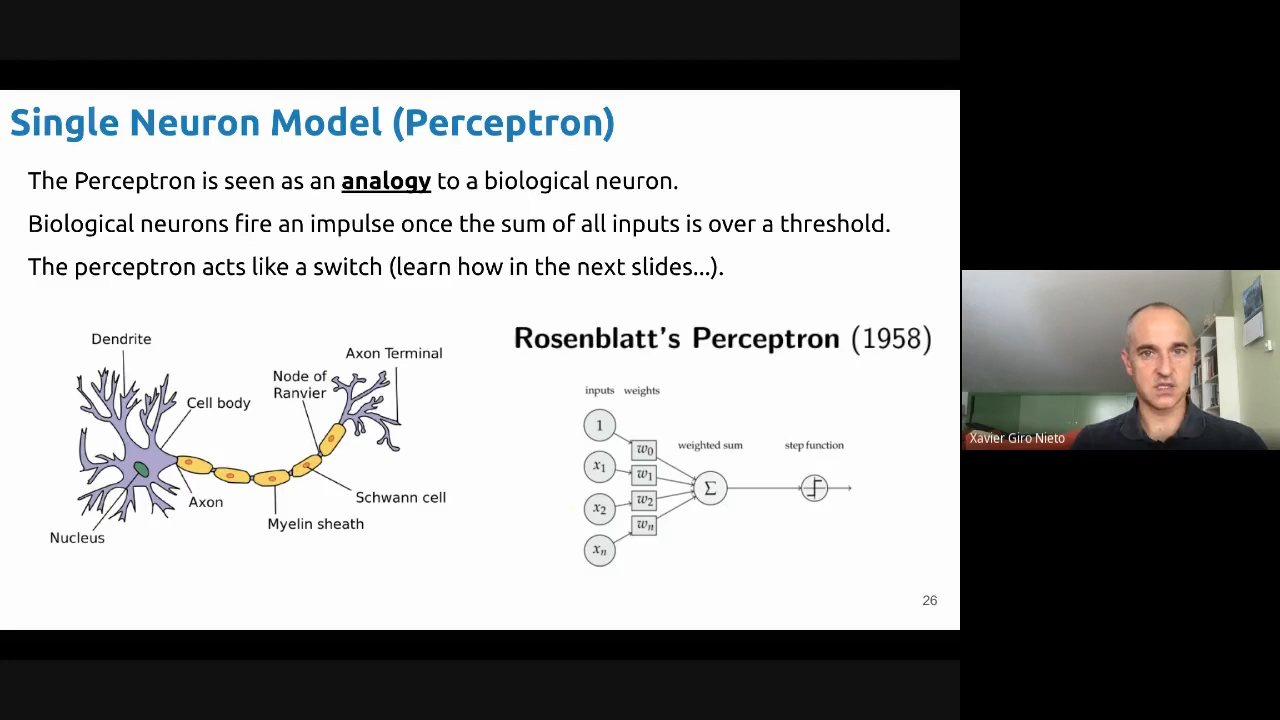 Single Neuron Model (Perceptron)
The Perceptron is seen as an analogy to a biological neuron.
Biological neurons fire an impulse once the sum of all inputs is over a threshold.
The perceptron acts like a switch (learn how in the next slides...).
Dendrite
Axon Terminal
Node of
Ranvier
Cell body
Axon
Schwann cell
Myelin sheath
Nucleus
Rosenblatt's Perceptron (1958)
inputs weights
weighted sum
step function
1
w0
x1
w1
Σ
x2
w2
xn
wn
26
Xavier Giro Nieto